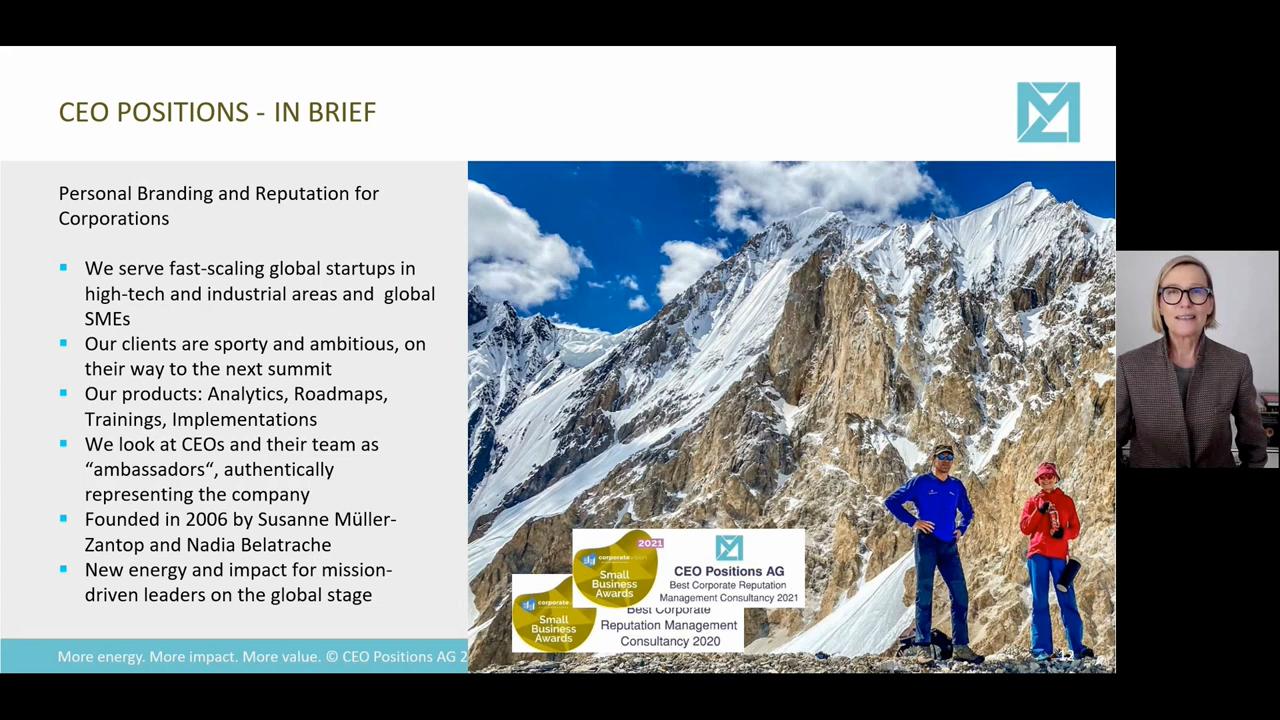 CEO POSITIONS - IN BRIEF
Personal Branding and Reputation for
Corporations
▪ We serve fast-scaling global startups in
high-tech and industrial areas and global
SMEs
▪ Our clients are sporty and ambitious, on
their way to the next summit
▪ Our products: Analytics, Roadmaps,
Trainings, Implementations
▪ We look at CEOs and their team as
“ambassadors“, authentically
representing the company
▪ Founded in 2006 by Susanne Müller-
Zantop and Nadia Belatrache
▪ New energy and impact for mission-
driven leaders on the global stage
2021
corporate
Small
Business
Awards
CEO Positions AG
Best Corporate Reputation
Management Consultancy 2021
corporate
Small
Business
Awards
Best Corporate
Reputation Management
Consultancy 2020
More energy. More impact. More value. © CEO Positions AG 2
12